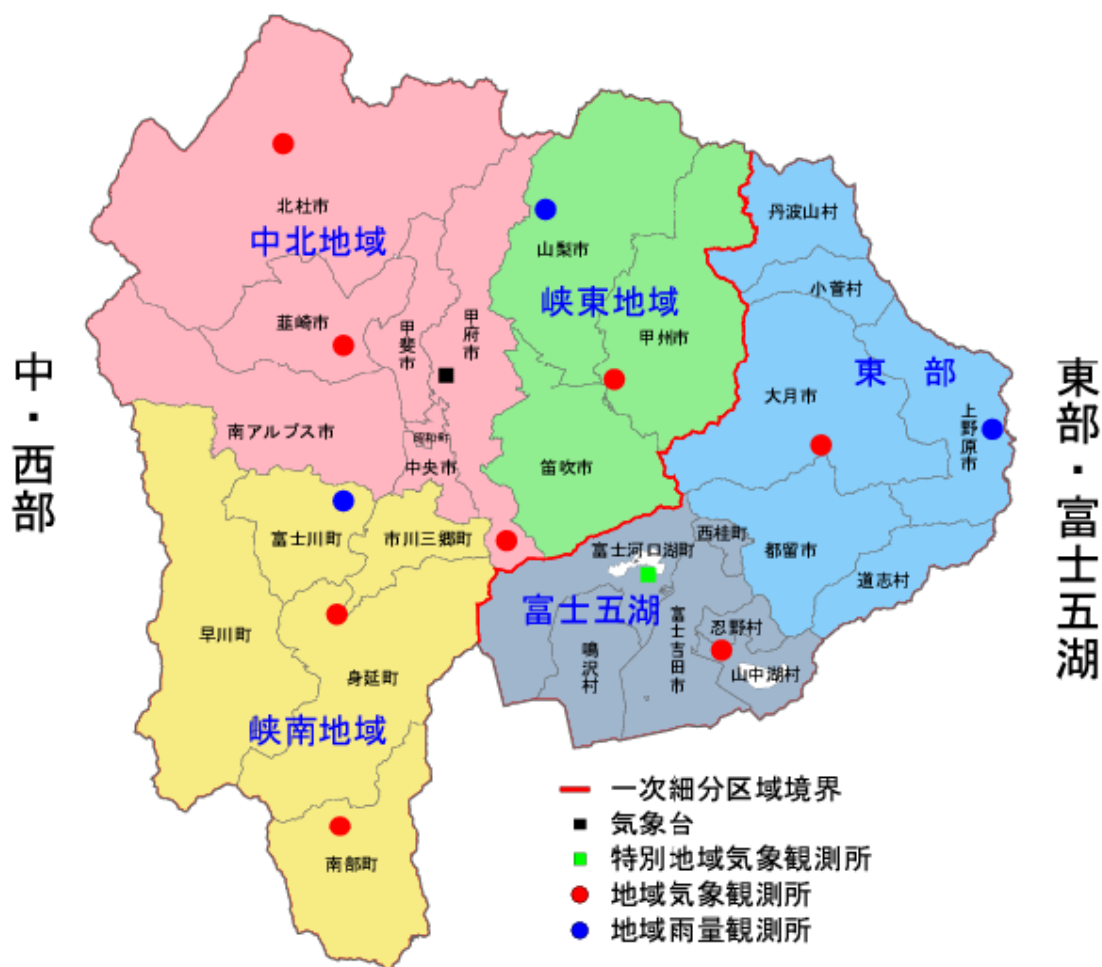 丹波山村
北杜市
中北地域
山梨市
小菅村
峡東地域
韮崎市
甲斐市
甲府市
甲州市
中・西部
東部・富士五湖
東部
大月市
上野原市
南アルプス市
昭和町
中央市
笛吹市
富士川町
市川三郷町
西桂町
富士河口湖町
都留市
道志村
富士五湖
早川町
忍野村
富士吉田市
鳴沢村
山中湖村
身延町
峡南地域
一次細分区域境界
気象台
特別地域気象観測所
南部町
地域気象観測所
地域雨量観測所